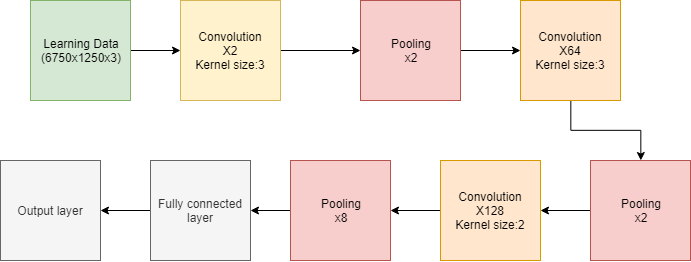 Learning Data
(6750x1250x3)
Convolution
X2
Kernel size:3
Pooling
x2
Convolution
X64
Kernel size:3
Output layer
Fully connected
layer
Pooling
x8
Convolution
X128
Kernel size:2
Pooling
x2